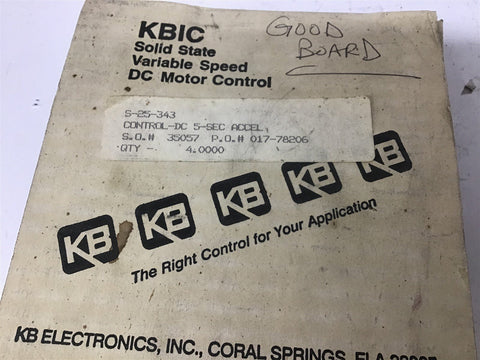 KBIC
Solid State
Variable Speed
DC Motor Control
GOOD
BOARD
S-25-343
CONTROL-DC 5-SEC ACCEL.
S.O.# 35057 P.O.# 017-78206
QTY - 4.0000
KB KB KB KB KB
The Right Control for Your Application
KB ELECTRONICS, INC., CORAL SPRINGS, FLA